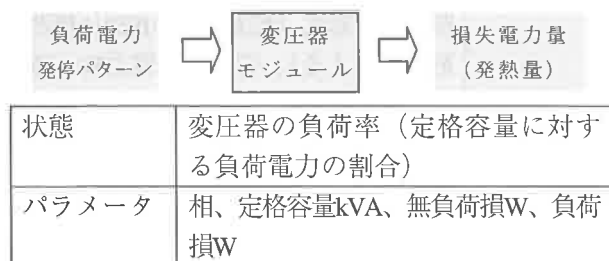 負荷電力
発停パターン
変圧器
モジュール
損失電力量
(発熱量)
状態
変圧器の負荷率(定格容量に対す
る負荷電力の割合)
パラメータ
相、定格容量kVA、無負荷損W、負荷
損W